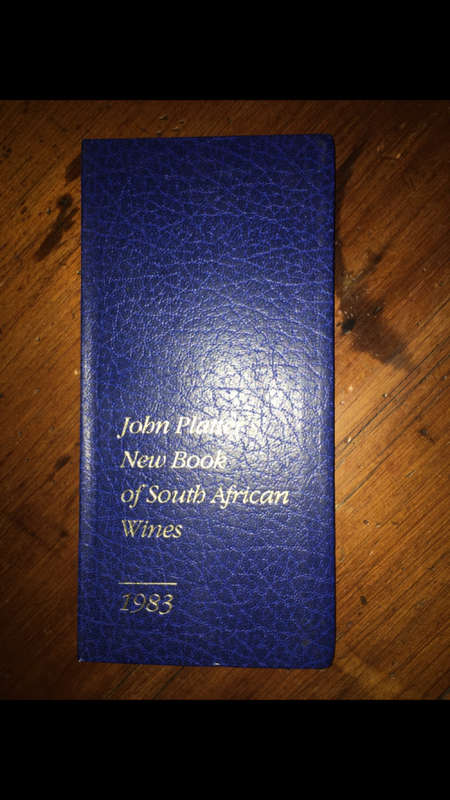 John Platter's
New Book
of South African
Wines
1983